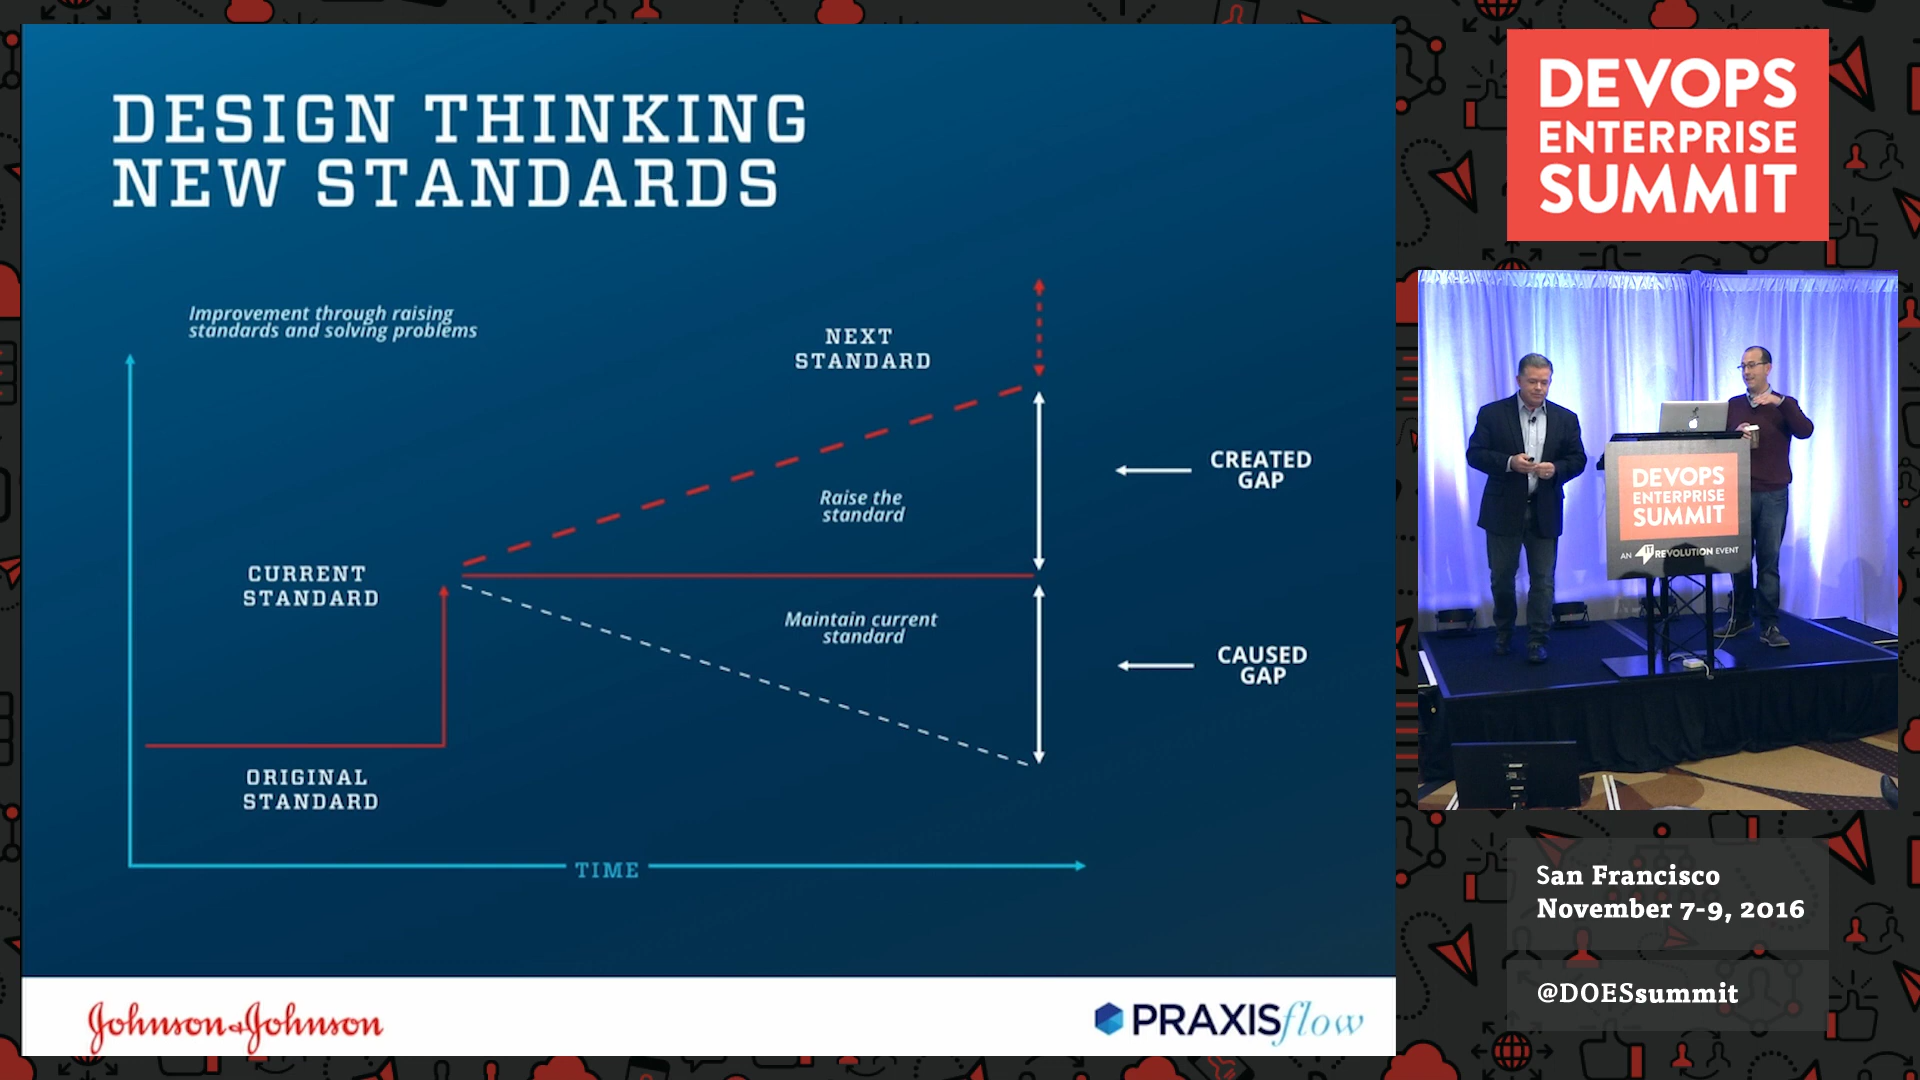 DESIGN THINKING
NEW STANDARDS
Improvement through raising
standards and solving problems
NEXT
STANDARD
CREATED
GAP
Raise the
standard
CURRENT
STANDARD
Maintain current
standard
CAUSED
GAP
ORIGINAL
STANDARD
TIME
Johnson & Johnson
PRAXISflow
DEVOPS
ENTERPRISE
SUMMIT
DEVOPS
ENTERPRISE
SUMMIT
AN IT REVOLUTION EVENT
San Francisco
November 7-9, 2016
@DOESsummit